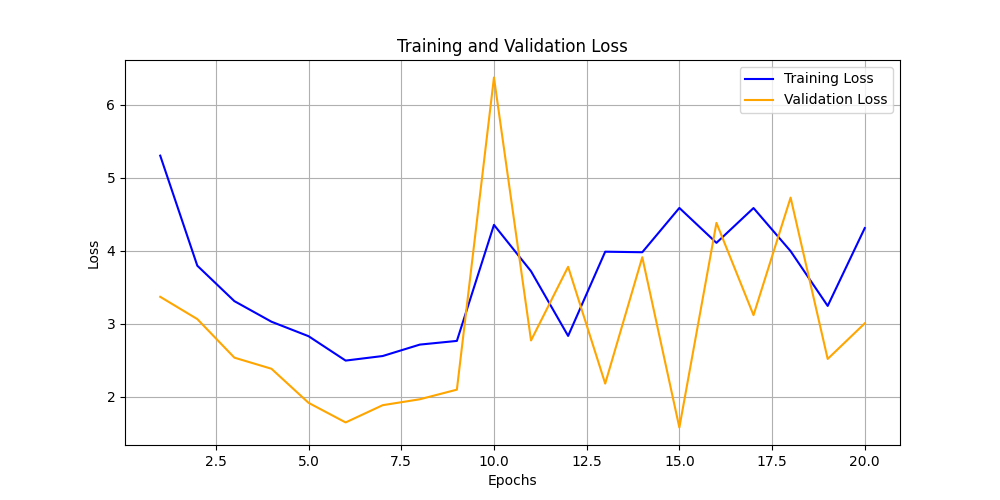 Training and Validation Loss
Training Loss
Validation Loss
6
5
4
3
2
Loss
2.5 5.0 7.5 10.0 12.5 15.0 17.5 20.0
Epochs